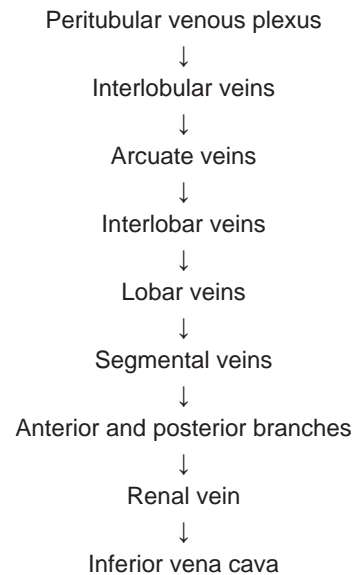 Peritubular venous plexus
↓
Interlobular veins
↓
Arcuate veins
↓
Interlobar veins
↓
Lobar veins
↓
Segmental veins
↓
Anterior and posterior branches
↓
Renal vein
↓
Inferior vena cava